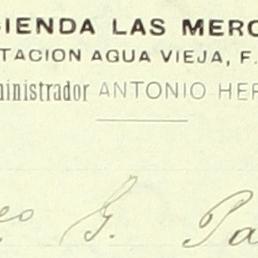 CIENDA LAS MERC
TACION AGUA VIEJA, F.
ministrador ANTONIO HER
eo G. Pa